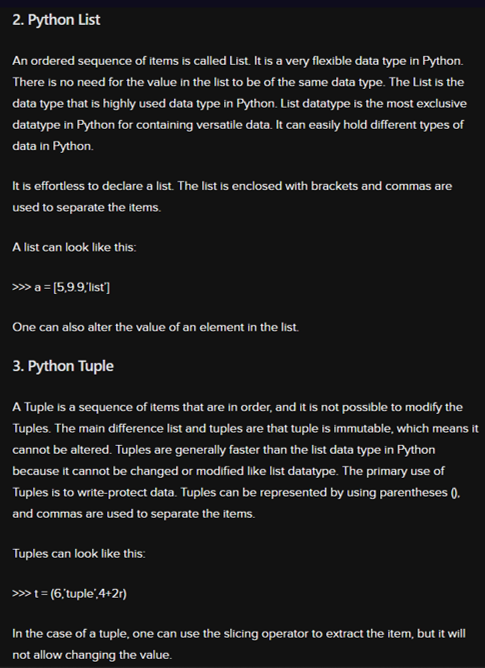 2. Python List
An ordered sequence of items is called List. It is a very flexible data type in Python.
There is no need for the value in the list to be of the same data type. The List is the
data type that is highly used data type in Python. List datatype is the most exclusive
datatype in Python for containing versatile data. It can easily hold different types of
data in Python.
It is effortless to declare a list. The list is enclosed with brackets and commas are
used to separate the items.
A list can look like this:
>>> a = [5,9.9,'list']
One can also alter the value of an element in the list.
3. Python Tuple
A Tuple is a sequence of items that are in order, and it is not possible to modify the
Tuples. The main difference list and tuples are that tuple is immutable, which means it
cannot be altered. Tuples are generally faster than the list data type in Python
because it cannot be changed or modified like list datatype. The primary use of
Tuples is to write-protect data. Tuples can be represented by using parentheses (),
and commas are used to separate the items.
Tuples can look like this:
>>> t = (6,'tuple',4+2r)
In the case of a tuple, one can use the slicing operator to extract the item, but it will
not allow changing the value.